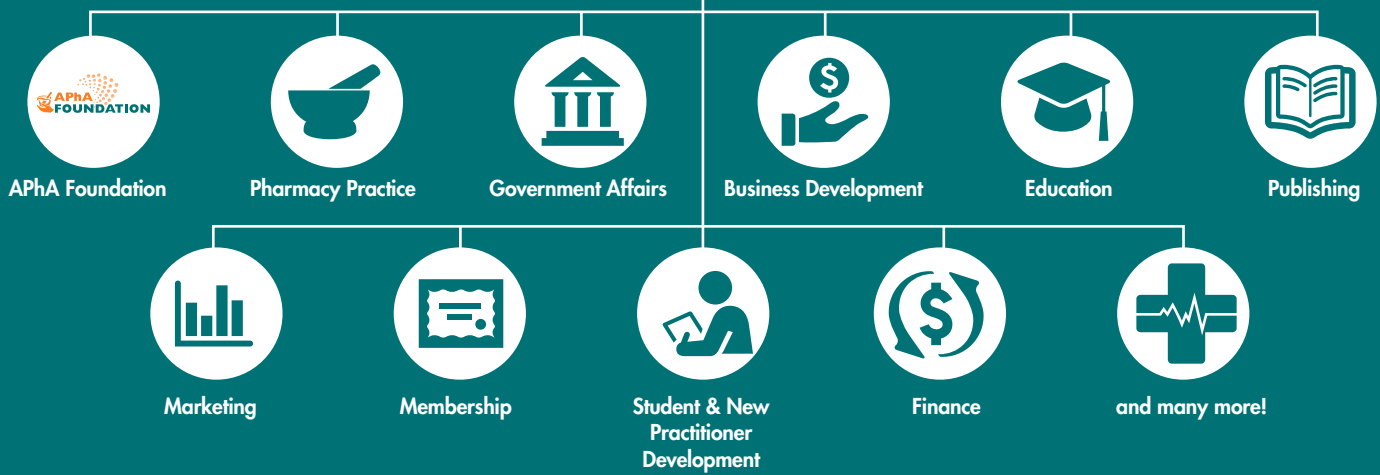 APhA
FOUNDATION
$
APhA Foundation
Pharmacy Practice
Government Affairs
Business Development
Education
Publishing
$
Marketing
Membership
Student & New
Practitioner
Development
Finance
and many more!